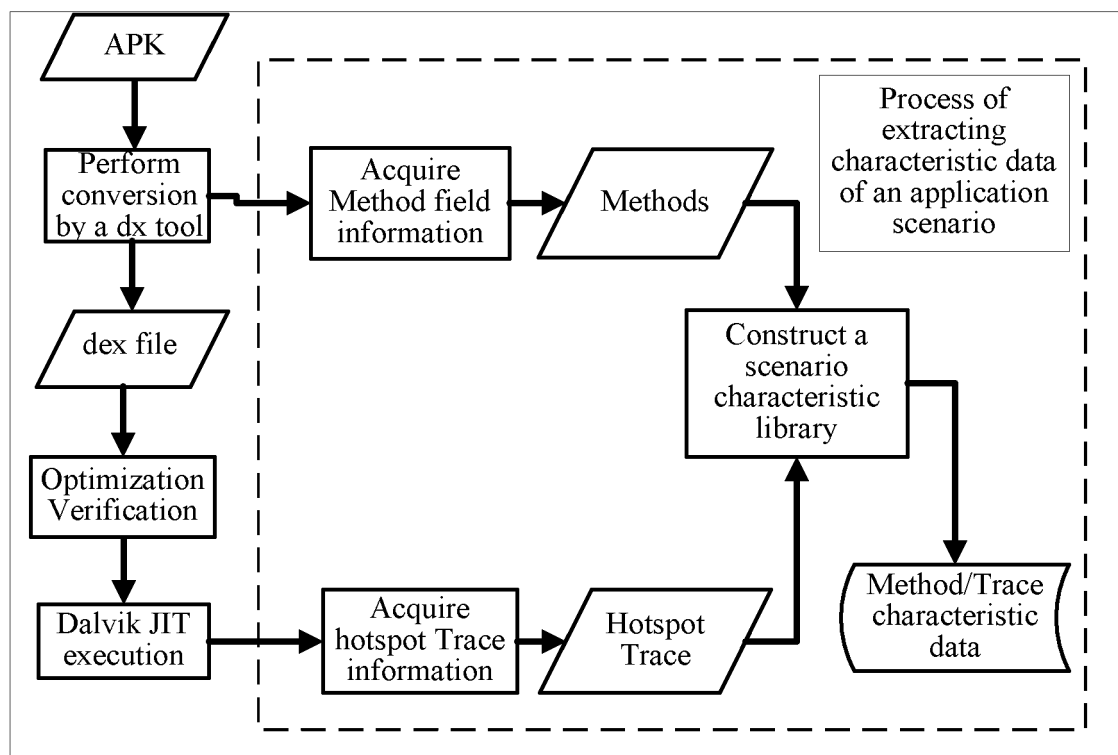 APK
Perform
conversion
by a dx tool
dex file
Optimization
Verification
Dalvik JIT
execution
Acquire
Method field
information
Methods
Process of
extracting
characteristic data
of an application
scenario
Construct a
scenario
characteristic
library
Acquire
hotspot Trace
information
Hotspot
Trace
Method/Trace
characteristic
data